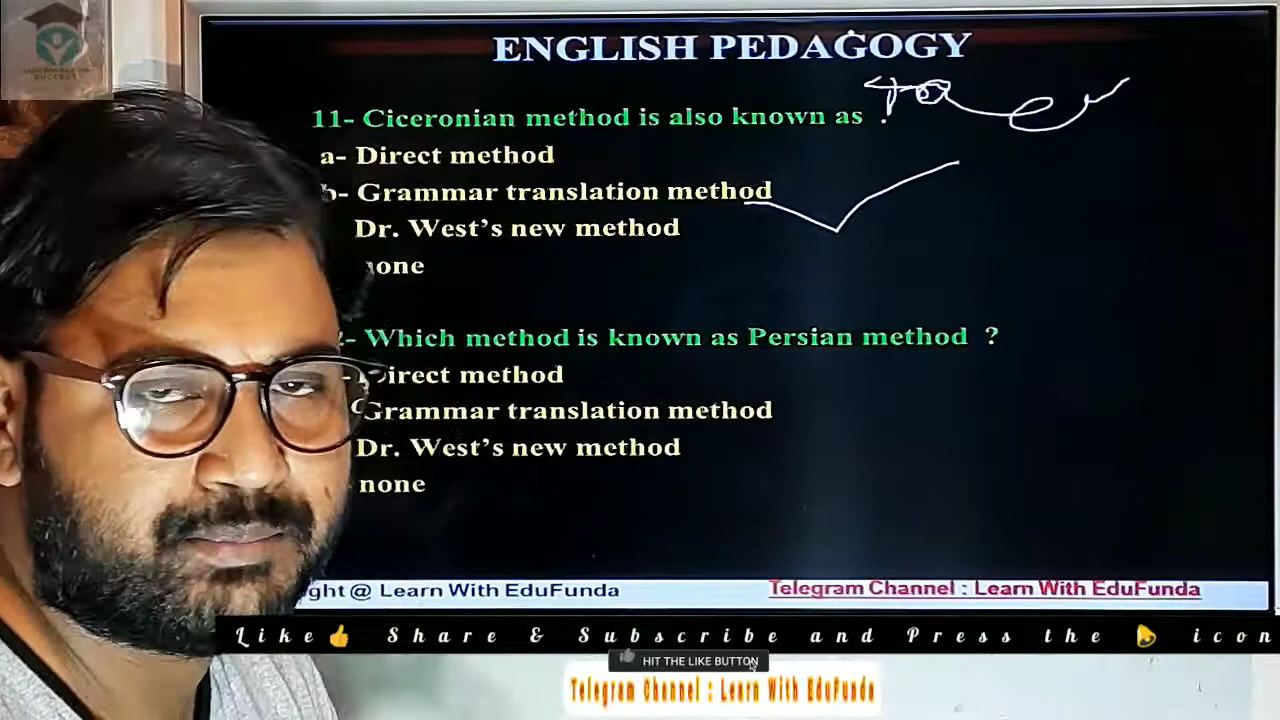 ENGLISH PEDAGOGY
11- Ciceronian method is also known as .
a- Direct method
b- Grammar translation method
Dr. West's new method
none
- Which method is known as Persian method ?
Direct method
Grammar translation method
Dr. West's new method
none
@ Learn With EduFunda
Telegram Channel : Learn With EduFunda
Like 👍 Share & Subscribe and Press the 🔔 icon
HIT THE LIKE BUTTON
Telegram Channel : Learn With EduFunda